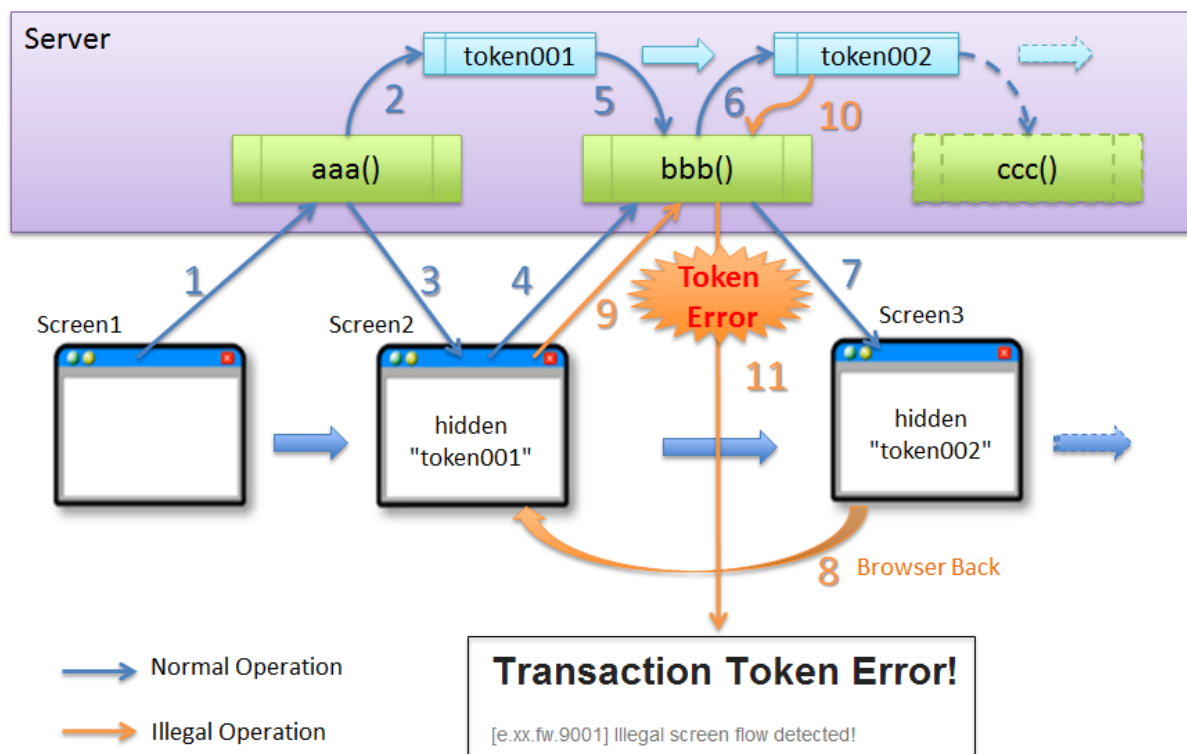 Server
token001
token002
2
5
6
10
aaa()
bbb()
ccc()
1
3
4
9
Token
Error
7
Screen1
Screen2
Screen3
11
hidden
"token001"
hidden
"token002"
8
Browser Back
Normal Operation
Illegal Operation
Transaction Token Error!
[e.xx.fw.9001] Illegal screen flow detected!